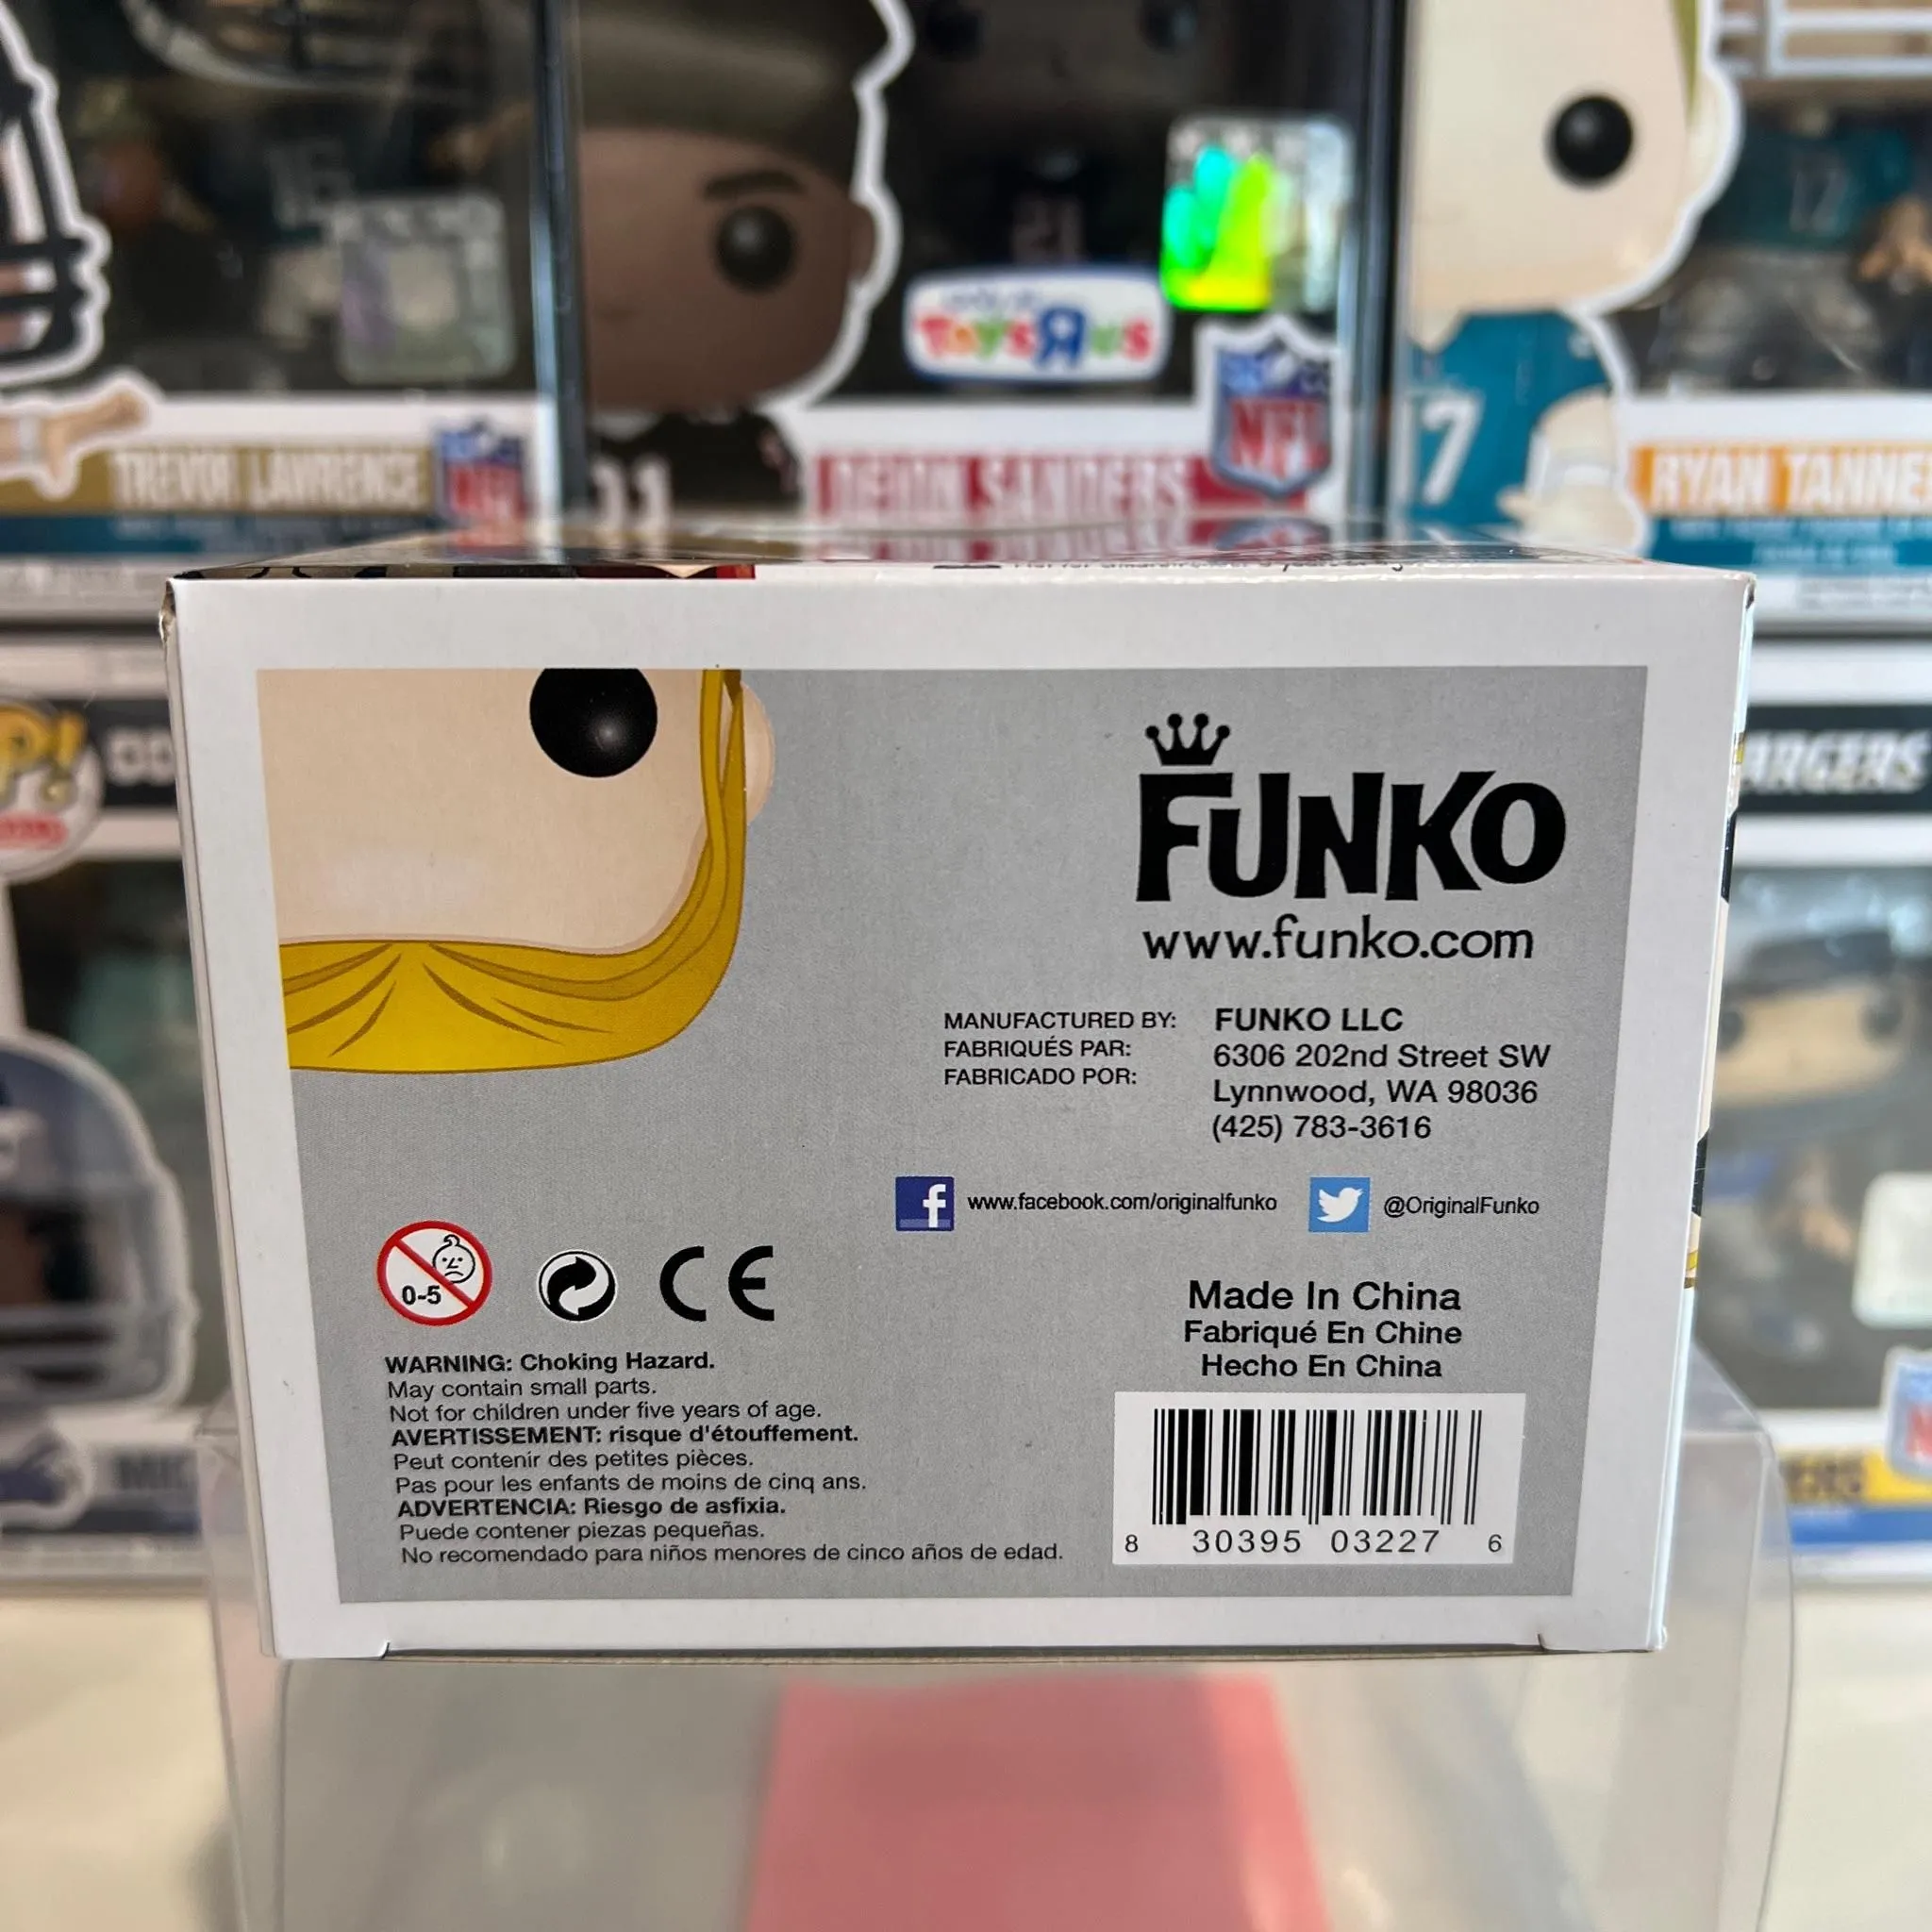 TOYSRUS
TREVOR LAWRENCE
NFL
DEION SANDERS
NFL
17
RYAN TANNE
P!
ARGERS
FUNKO
www.funko.com
MANUFACTURED BY:
FABRIQUÉS PAR:
FABRICADO POR:
FUNKO LLC
6306 202nd Street SW
Lynnwood, WA 98036
(425) 783-3616
f www.facebook.com/originalfunko
@OriginalFunko
0-5
CE
WARNING: Choking Hazard.
May contain small parts.
Not for children under five years of age.
AVERTISSEMENT: risque d'étouffement.
Peut contenir des petites pièces.
Pas pour les enfants de moins de cinq ans.
ADVERTENCIA: Riesgo de asfixia.
Puede contener piezas pequeñas.
No recomendado para niños menores de cinco años de edad.
Made In China
Fabriqué En Chine
Hecho En China
8 30395 03227 6